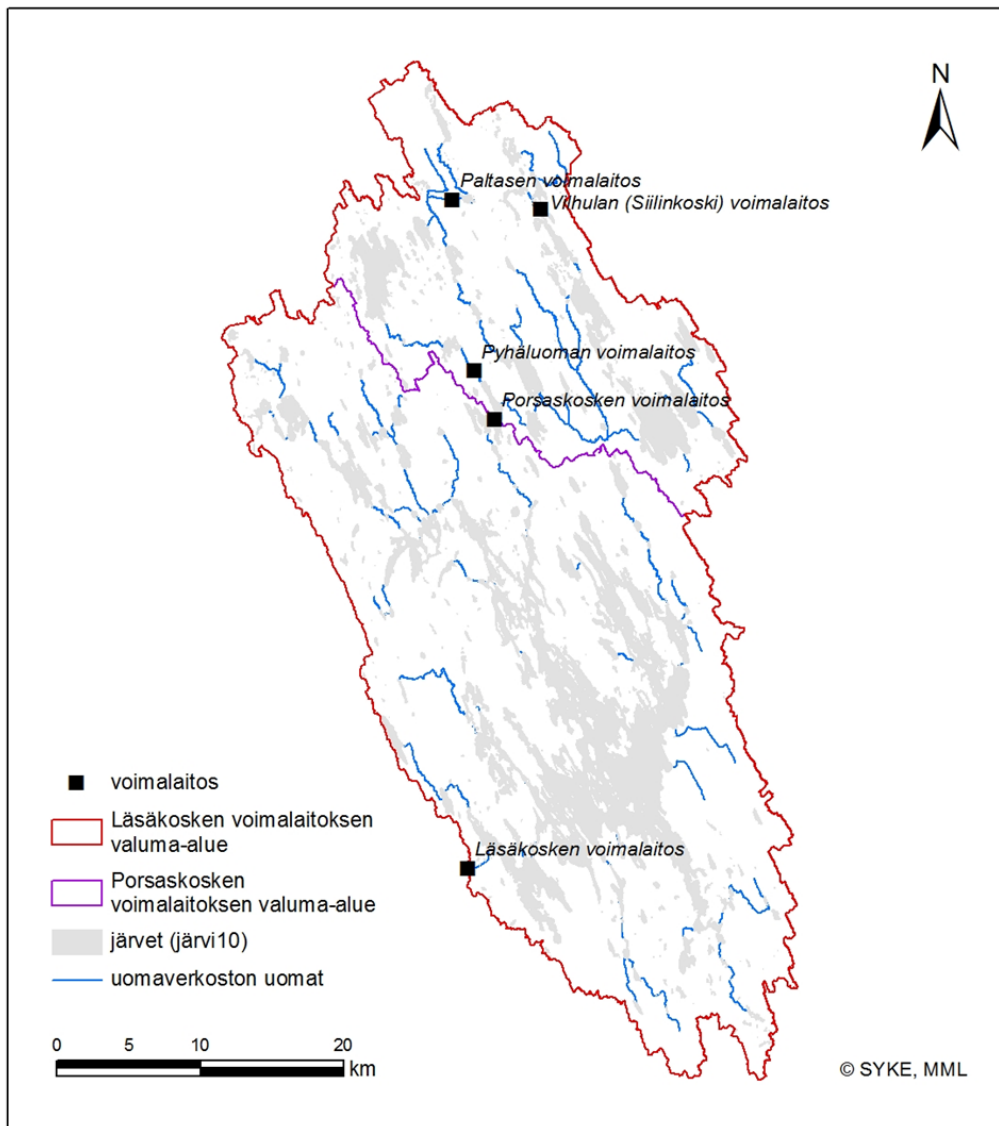 N
Paltasen voimalaitos
Vilhulan (Siilinkoski) voimalaitos
Pyhäluoman voimalaitos
Porsaskosken voimalaitos
Läsäkosken voimalaitos
voimalaitos
Läsäkosken voimalaitoksen
valuma-alue
Porsaskosken
voimalaitoksen valuma-alue
järvet (järvi10)
uomaverkoston uomat
0 5 10 20
km
© SYKE, MML